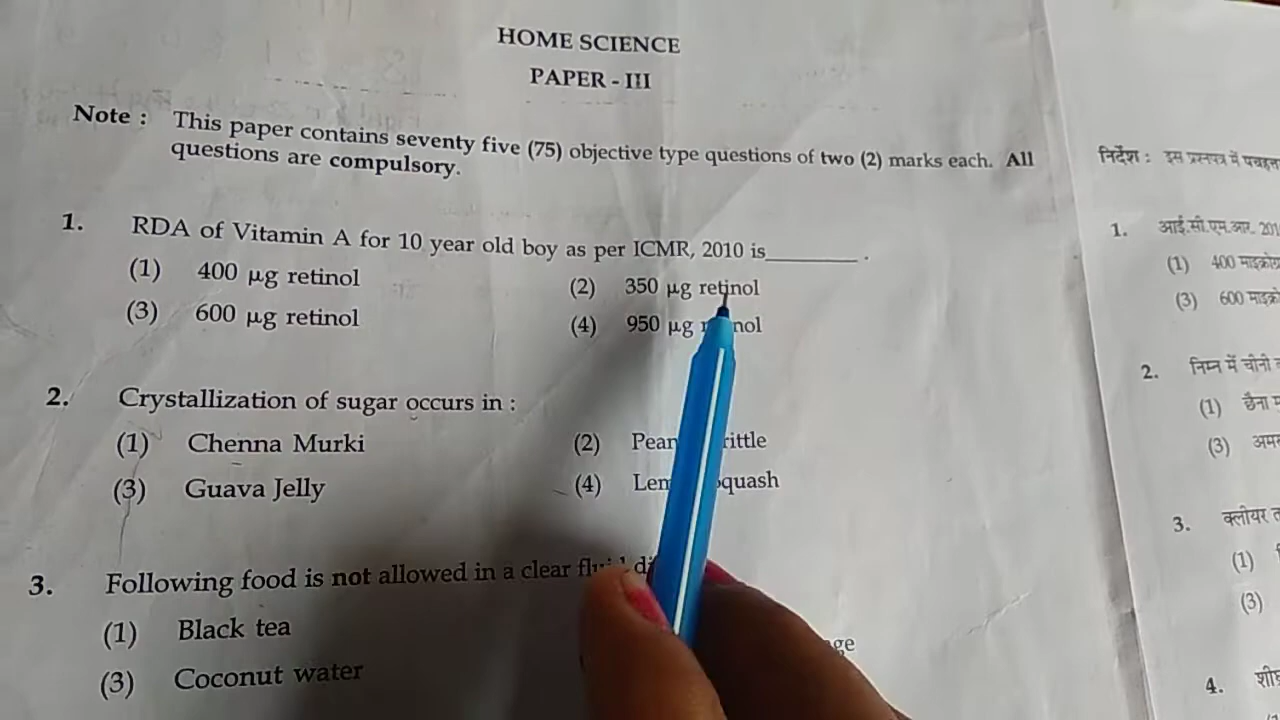 HOME SCIENCE
PAPER - III
Note : This paper contains seventy five (75) objective type questions of two (2) marks each. All
questions are compulsory.
1. RDA of Vitamin A for 10 year old boy as per ICMR, 2010 is________ .
(1) 400 µg retinol (2) 350 µg retinol
(3) 600 µg retinol (4) 950 µg
2. Crystallization of sugar occurs in :
(1) Chenna Murki (2)
(3) Guava Jelly (4)
3. Following food is not allowed in a clear
(1) Black tea
(3) Coconut water
निर्देश : इस प्रश्नपत्र में
1. आई.सी.एम.आर.
(1) 400
(3) 600
2. निम्न में चीनी
(1) छैना
(3)
3. क्लीयर
(1)
(3)
4.